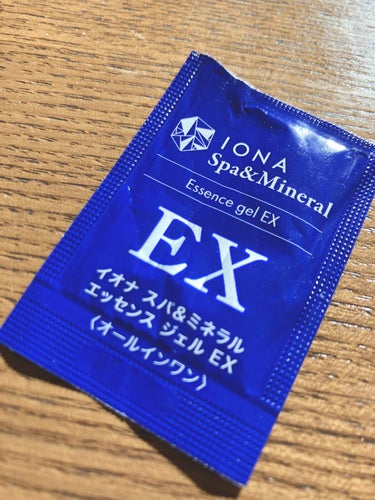 IONA
Spa&Mineral
Essence gel EX
EX
イオナ スパ&ミネラル
エッセンス ジェル EX
〈オールインワン〉